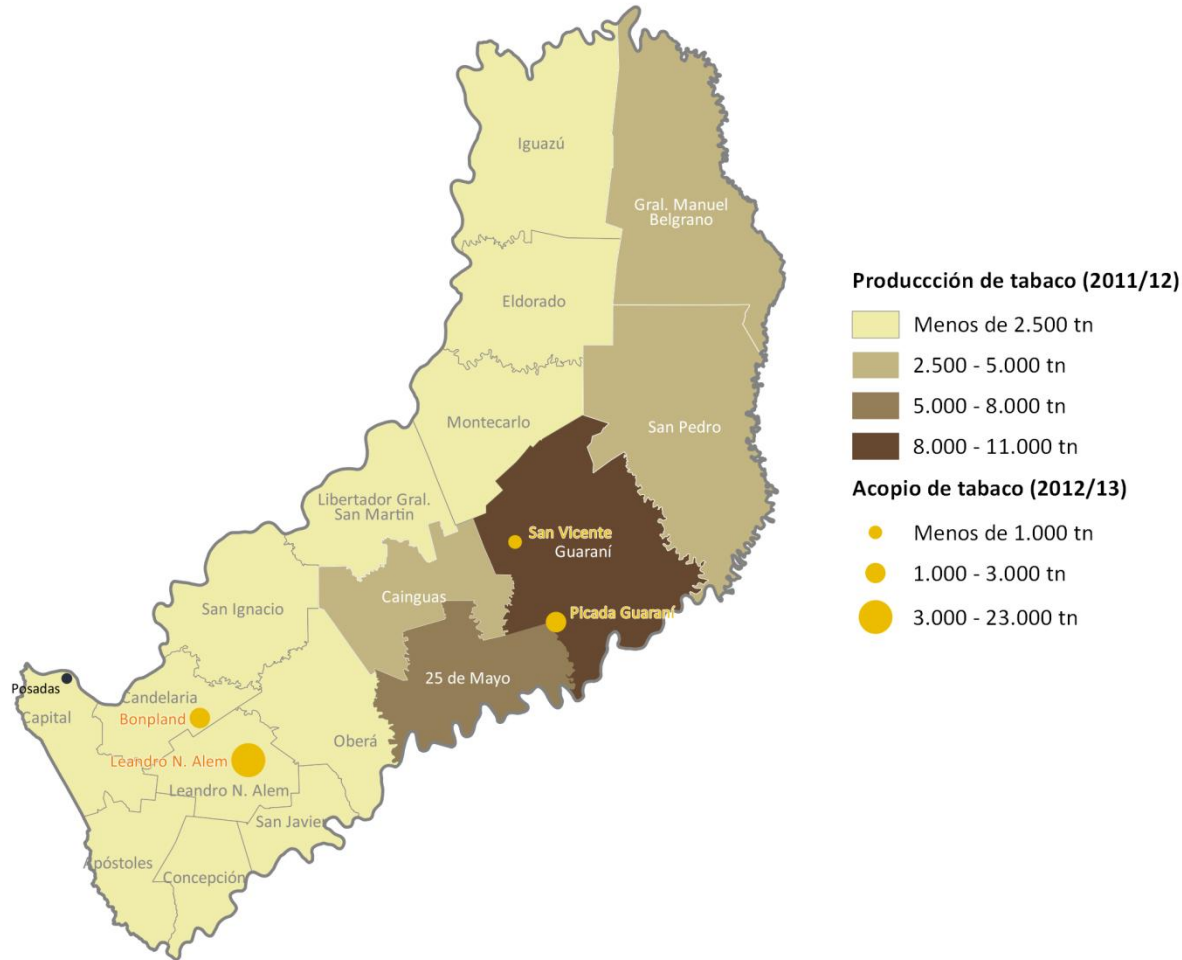 Iguazú
Gral. Manuel
Belgrano
Eldorado
Montecarlo
San Pedro
Libertador Gral.
San Martin
San Vicente
Guaraní
Cainguas
San Ignacio
Picada Guaraní
25 de Mayo
Posadas
Candelaria
Capital
Bonpland
Oberá
Leandro N. Alem
Leandro N. Alem
San Javier
Apóstoles
Concepción
Produccción de tabaco (2011/12)
Menos de 2.500 tn
2.500 - 5.000 tn
5.000 - 8.000 tn
8.000 - 11.000 tn
Acopio de tabaco (2012/13)
Menos de 1.000 tn
1.000 - 3.000 tn
3.000 - 23.000 tn